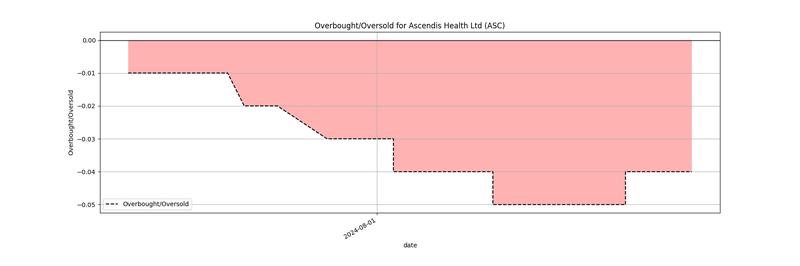 Overbought/Oversold for Ascendis Health Ltd (ASC)
0.00
−0.01
−0.02
−0.03
−0.04
−0.05
Overbought/Oversold
Overbought/Oversold
2024-08-01
date